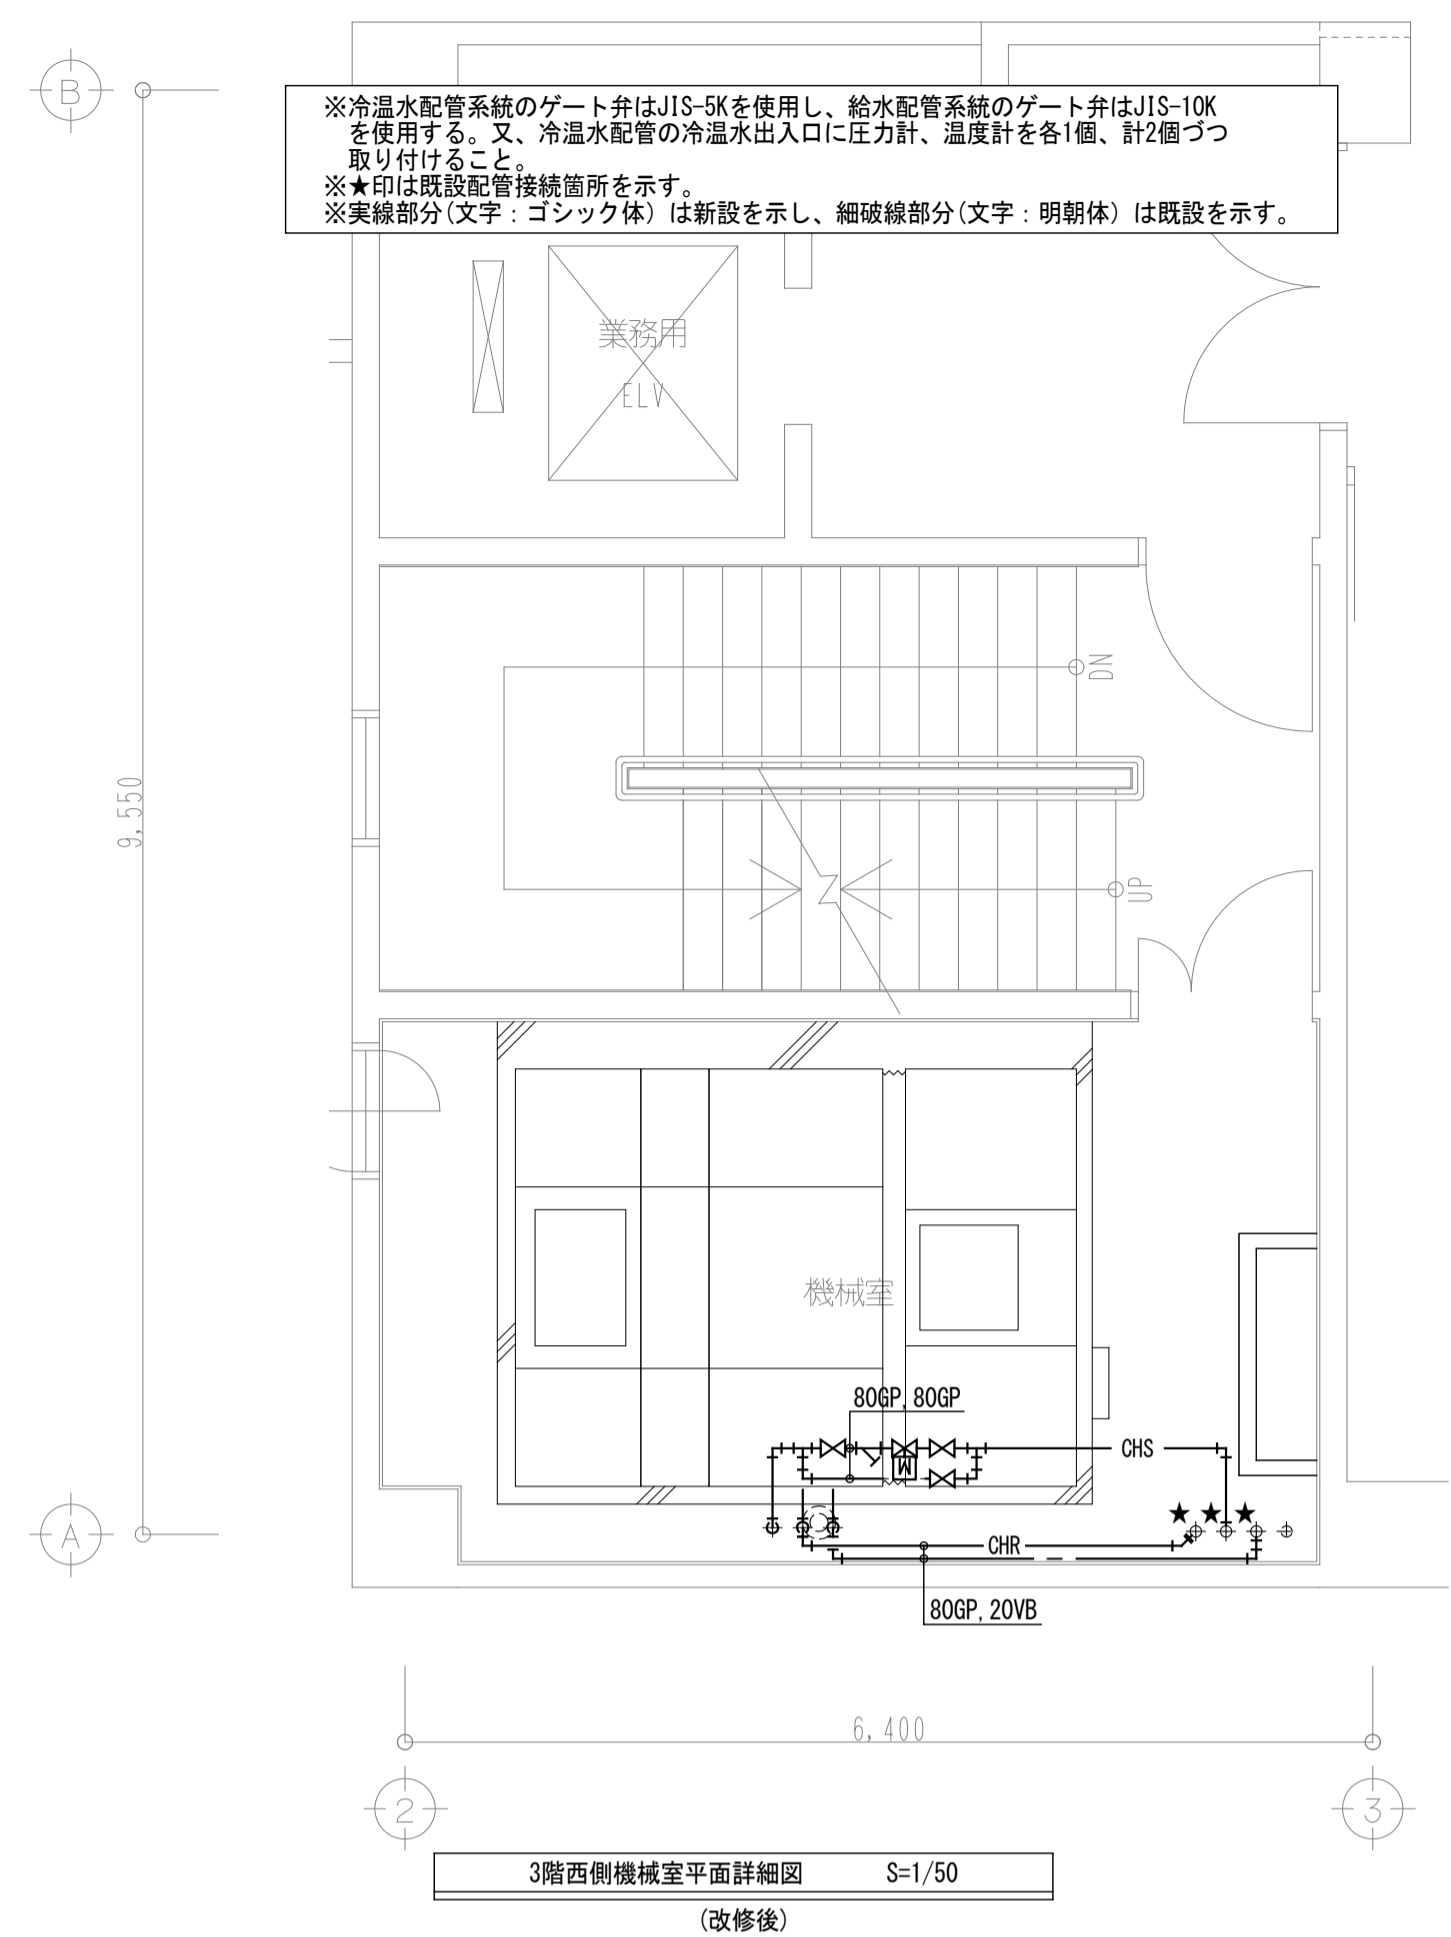 B
※冷温水配管系統のゲート弁はJIS-5Kを使用し、給水配管系統のゲート弁はJIS-10K
を使用する。又、冷温水配管の冷温水出入口に圧力計、温度計を各1個、計2個づつ
取り付けること。
※★印は既設配管接続箇所を示す。
※実線部分(文字：ゴシック体) は新設を示し、細破線部分(文字：明朝体) は既設を示す。
業務用
ELV
DN
9,550
UP
機械室
80GP, 80GP
CHS
M
★ ★ ★
A
CHR
80GP, 20VB
6,400
2
3
3階西側機械室平面詳細図 S=1/50
(改修後)